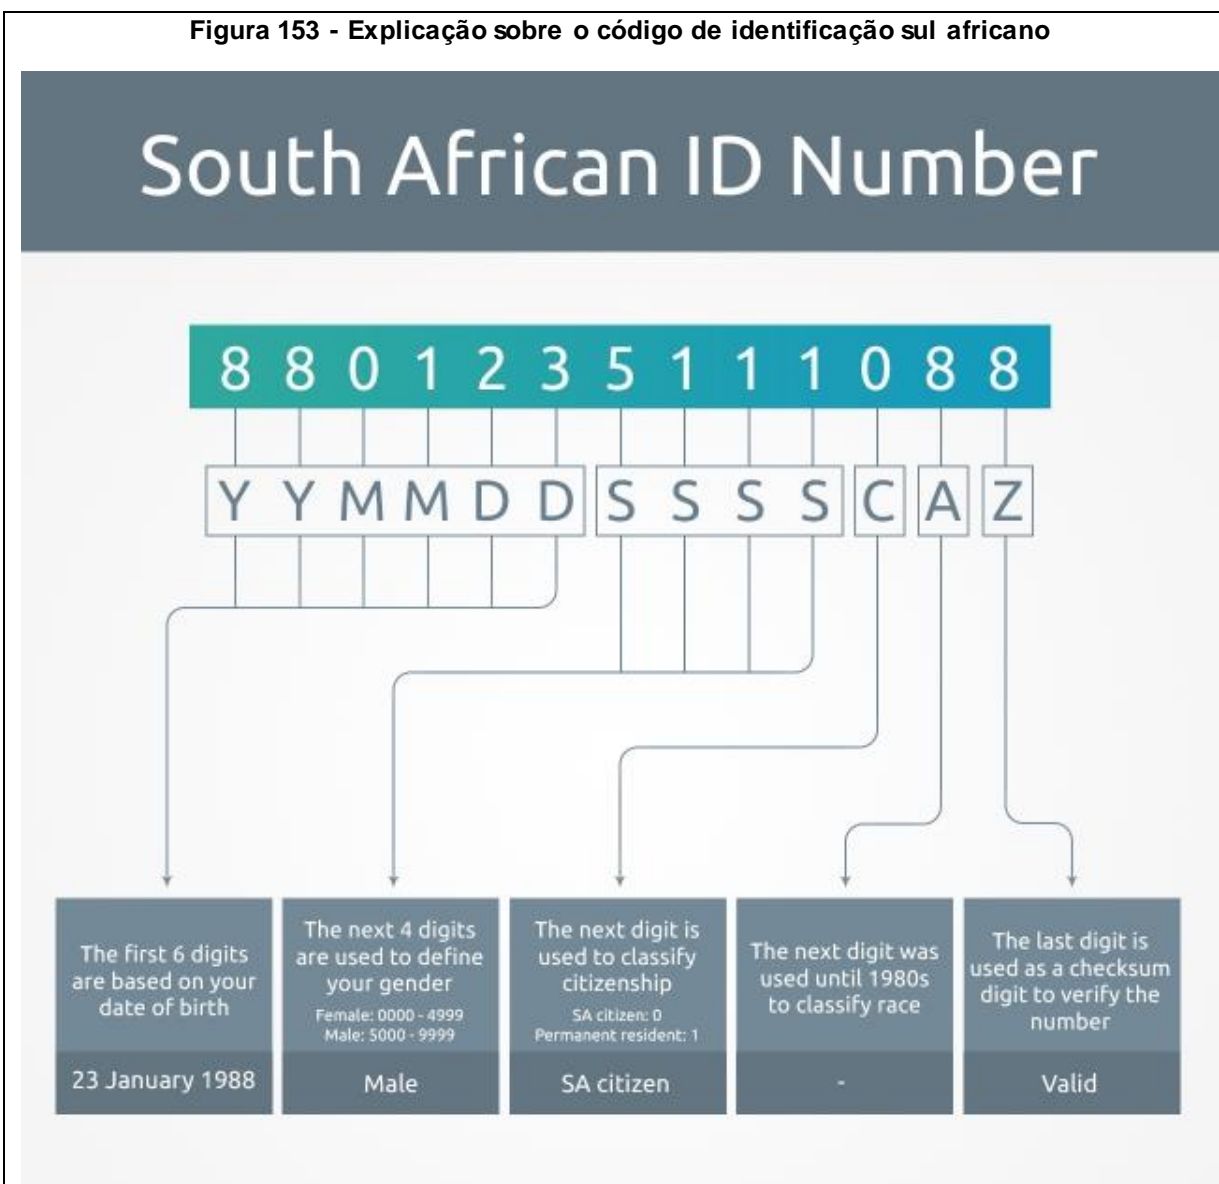 Figura 153 - Explicação sobre o código de identificação sul africano
South African ID Number
8 8 0 1 2 3 5 1 1 1 0 8 8
Y Y M M D D S S S S C A Z
The first 6 digits
are based on your
date of birth
23 January 1988
The next 4 digits
are used to define
your gender
Female: 0000 - 4999
Male: 5000 - 9999
Male
The next digit is
used to classify
citizenship
SA citizen: 0
Permanent resident: 1
SA citizen
The next digit was
used until 1980s
to classify race
-
The last digit is
used as a checksum
digit to verify the
number
Valid